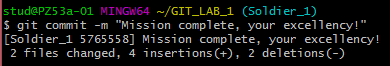 stud@PZ53a-01 MINGW64 ~/GIT_LAB_1 (Soldier_1)
$ git commit -m "Mission complete, your excellency!"
[Soldier_1 5765558] Mission complete, your excellency!
 2 files changed, 4 insertions(+), 2 deletions(-)